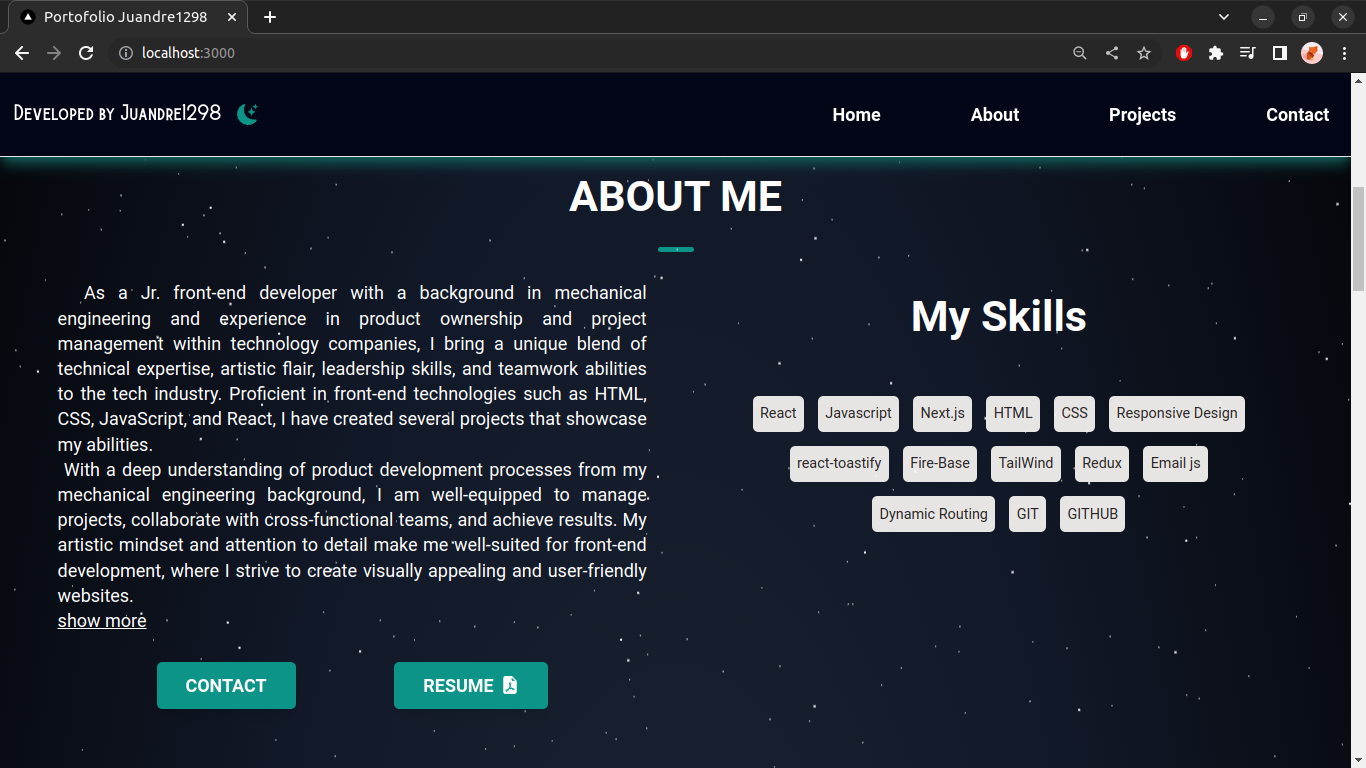 Portofolio Juandre1298
localhost:3000
Developed by Juandre1298
Home About Projects Contact
ABOUT ME
As a Jr. front-end developer with a background in mechanical
engineering and experience in product ownership and project
management within technology companies, I bring a unique blend of
technical expertise, artistic flair, leadership skills, and teamwork abilities
to the tech industry. Proficient in front-end technologies such as HTML,
CSS, JavaScript, and React, I have created several projects that showcase
my abilities.
With a deep understanding of product development processes from my
mechanical engineering background, I am well-equipped to manage
projects, collaborate with cross-functional teams, and achieve results. My
artistic mindset and attention to detail make me well-suited for front-end
development, where I strive to create visually appealing and user-friendly
websites.
show more
CONTACT
RESUME
My Skills
React Javascript Next.js HTML CSS Responsive Design
react-toastify Fire-Base TailWind Redux Email js
Dynamic Routing GIT GITHUB